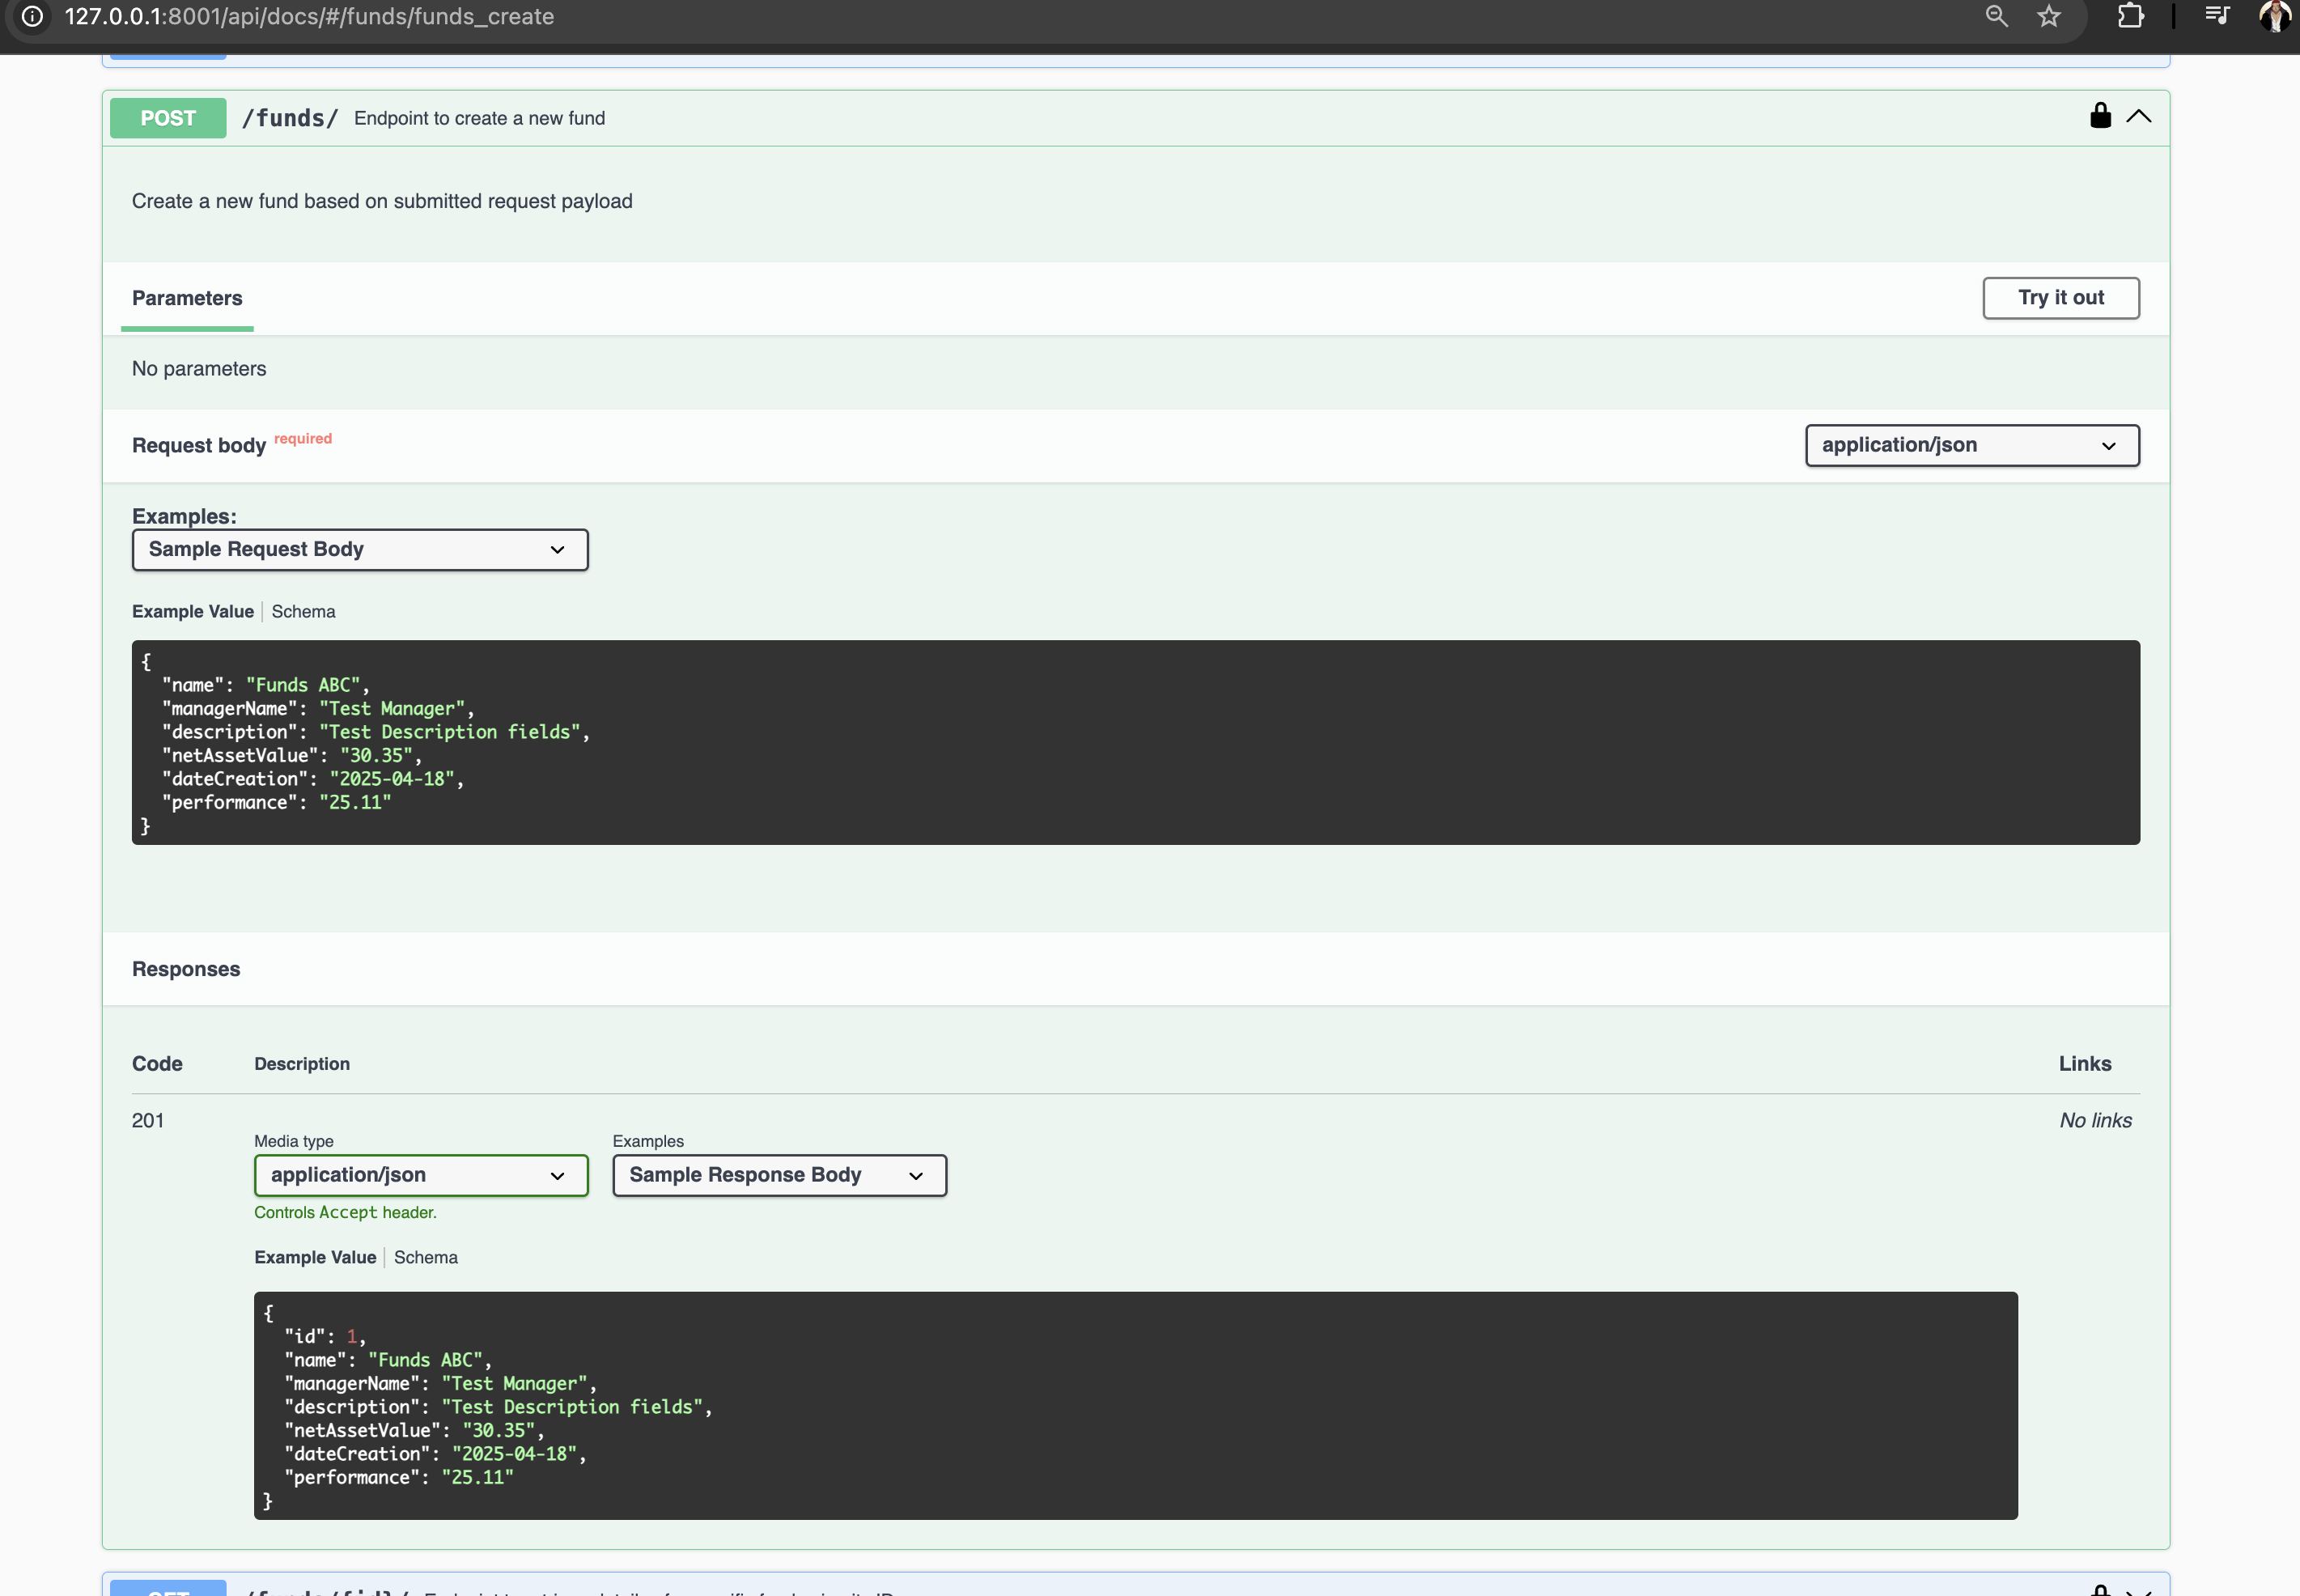 127.0.0.1:8001/api/docs/#/funds/funds_create
POST /funds/ Endpoint to create a new fund
Create a new fund based on submitted request payload
Parameters
Try it out
No parameters
Request body required
application/json
Examples:
Sample Request Body
Example Value
Schema
{
"name": "Funds ABC",
"managerName": "Test Manager",
"description": "Test Description fields",
"netAssetValue": "30.35",
"dateCreation": "2025-04-18",
"performance": "25.11"
}
Responses
Code Description Links
201 No links
Media type
Examples
application/json
Sample Response Body
Controls Accept header.
Example Value
Schema
{
"id": 1,
"name": "Funds ABC",
"managerName": "Test Manager",
"description": "Test Description fields",
"netAssetValue": "30.35",
"dateCreation": "2025-04-18",
"performance": "25.11"
}